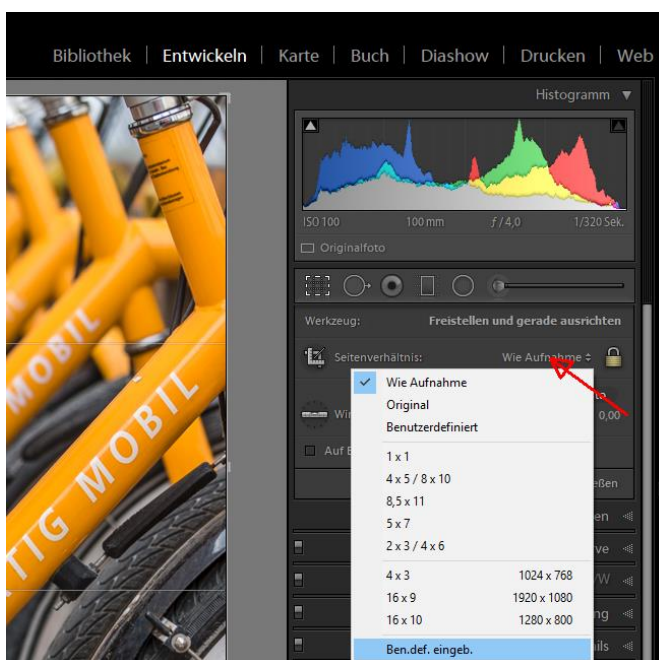 Bibliothek | Entwickeln | Karte | Buch | Diashow | Drucken | Web
Histogramm
ISO 100 100 mm ƒ / 4,0 1/320 Sek.
Originalfoto
Werkzeug: Freistellen und gerade ausrichten
Seitenverhältnis: Wie Aufnahme
Wie Aufnahme
Original
Benutzerdefiniert
0,00
1 x 1
4 x 5 / 8 x 10
8,5 x 11
5 x 7
2 x 3 / 4 x 6
4 x 3 1024 x 768
16 x 9 1920 x 1080
16 x 10 1280 x 800
Ben.def. eingeb.
MOBIL
TIG MOBIL